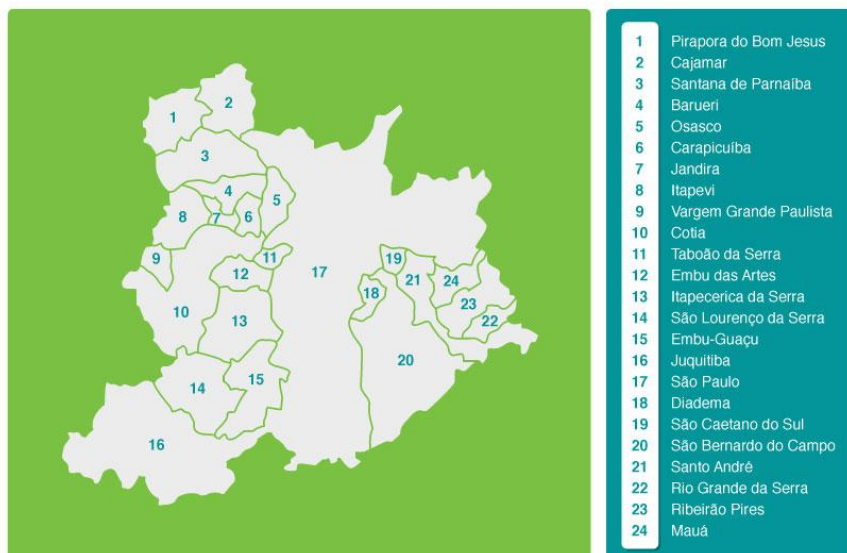 1
2
3
4
5
6
7
8
9
10
11
12
13
14
15
16
17
18
19
20
21
22
23
24
1 Pirapora do Bom Jesus
2 Cajamar
3 Santana de Parnaíba
4 Barueri
5 Osasco
6 Carapicuíba
7 Jandira
8 Itapevi
9 Vargem Grande Paulista
10 Cotia
11 Taboão da Serra
12 Embu das Artes
13 Itapecerica da Serra
14 São Lourenço da Serra
15 Embu-Guaçu
16 Juquitiba
17 São Paulo
18 Diadema
19 São Caetano do Sul
20 São Bernardo do Campo
21 Santo André
22 Rio Grande da Serra
23 Ribeirão Pires
24 Mauá